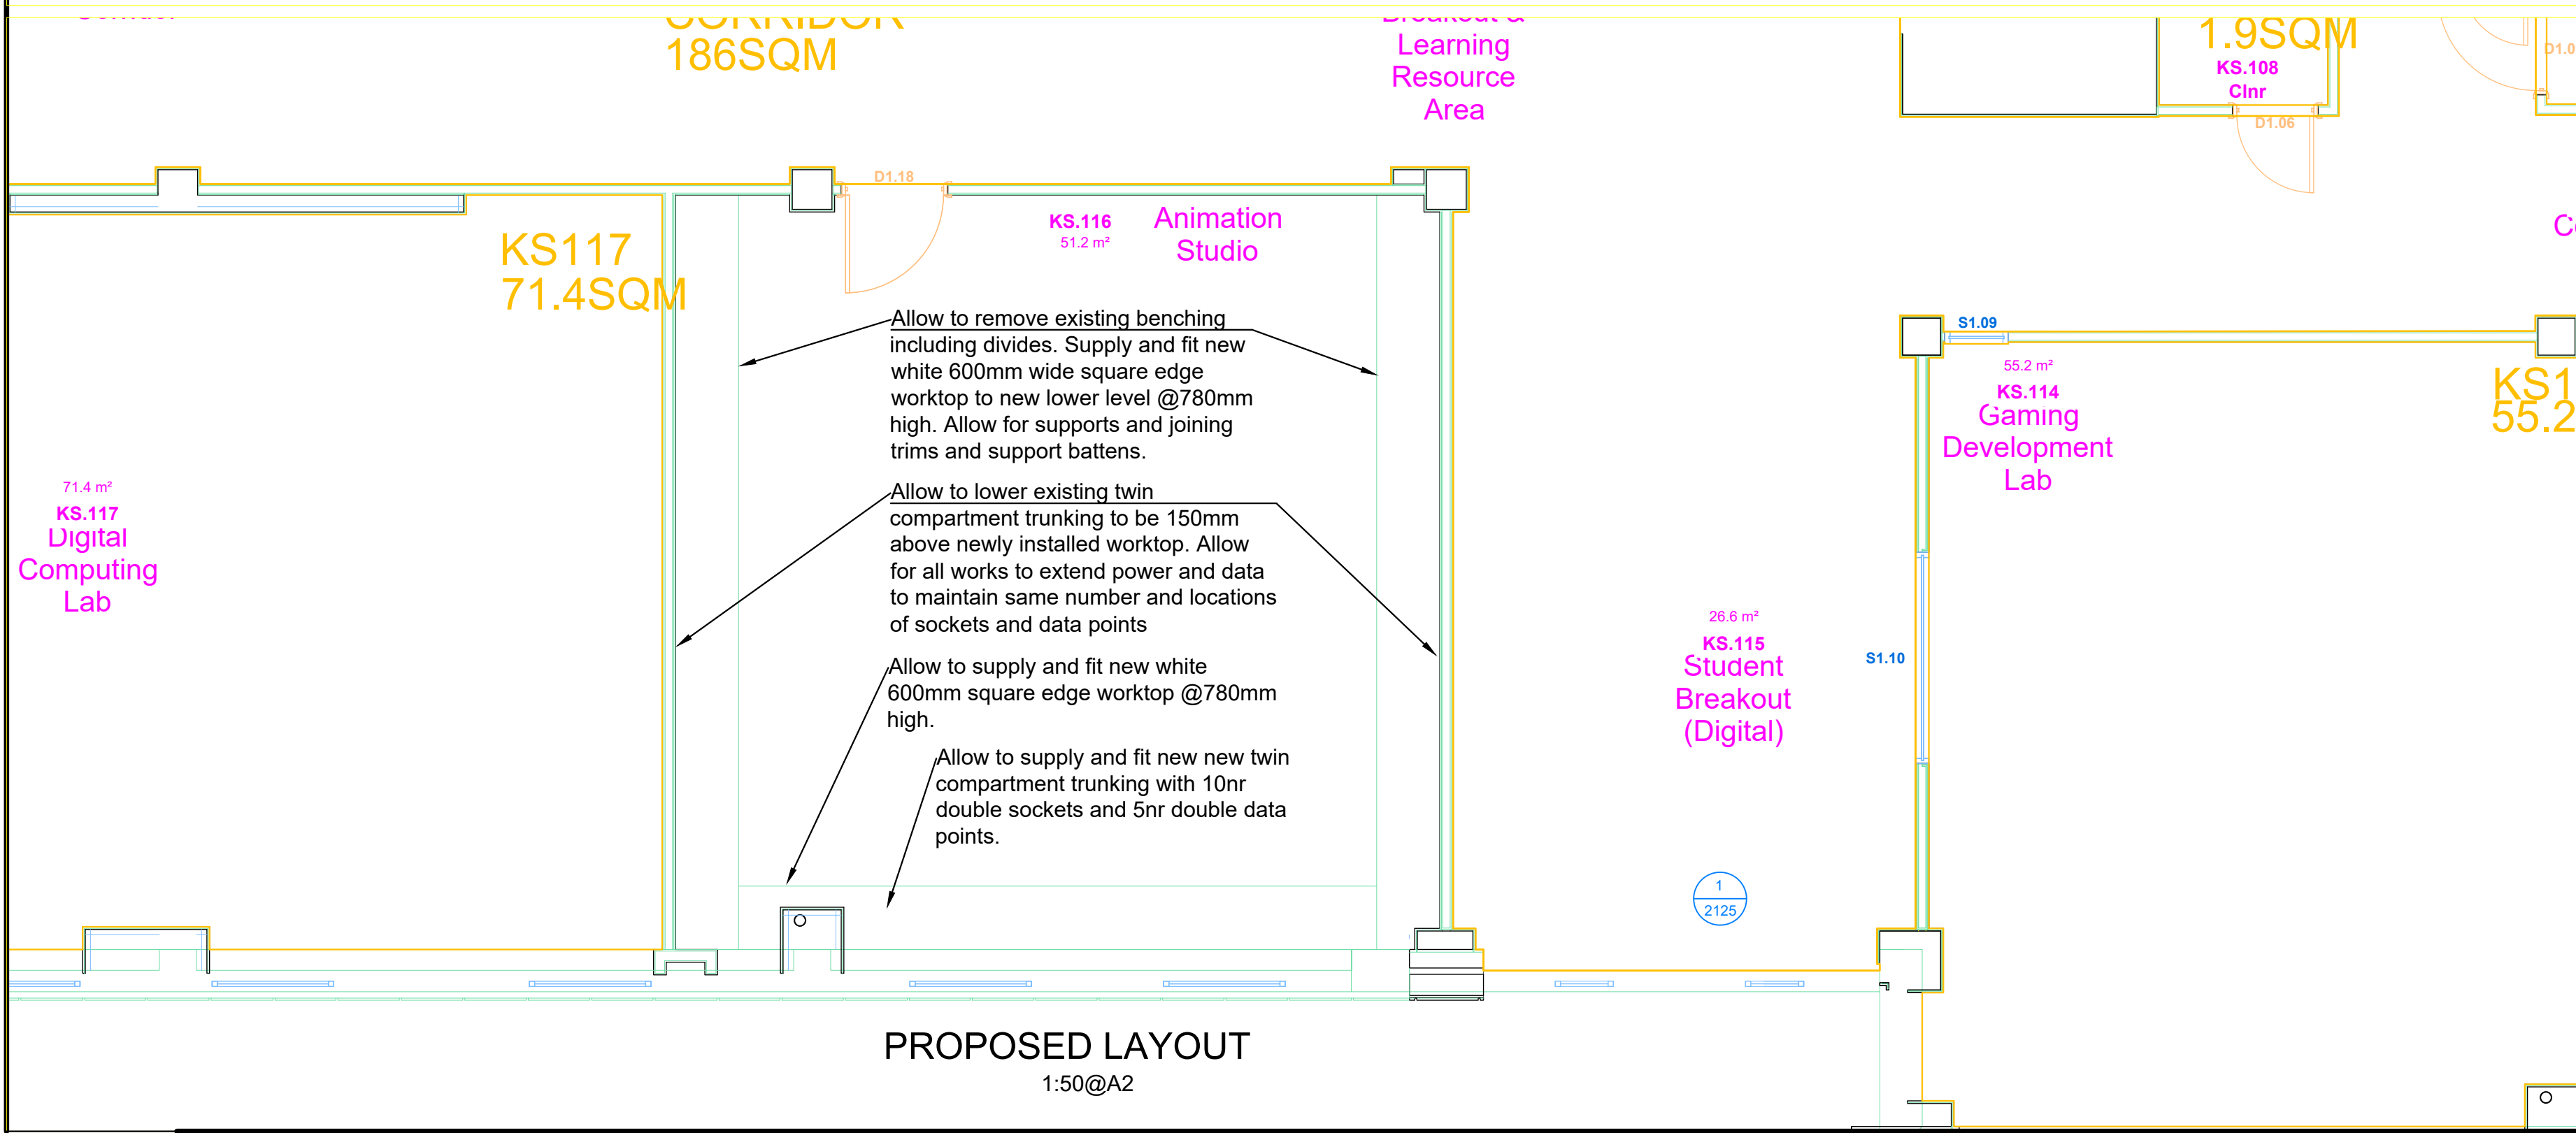 CORRIDOR
186SQM
Breakout &
Learning
Resource
Area
1.9SQM
KS.108
Clnr
D1.06
D1.18
KS.116
51.2 m²
Animation
Studio
KS117
71.4SQM
Allow to remove existing benching
including divides. Supply and fit new
white 600mm wide square edge
worktop to new lower level @780mm
high. Allow for supports and joining
trims and support battens.
Allow to lower existing twin
compartment trunking to be 150mm
above newly installed worktop. Allow
for all works to extend power and data
to maintain same number and locations
of sockets and data points
Allow to supply and fit new white
600mm square edge worktop @780mm
high.
Allow to supply and fit new new twin
compartment trunking with 10nr
double sockets and 5nr double data
points.
71.4 m²
KS.117
Digital
Computing
Lab
26.6 m²
KS.115
Student
Breakout
(Digital)
S1.09
S1.10
55.2 m²
KS.114
Gaming
Development
Lab
KS1
55.2
1
2125
PROPOSED LAYOUT
1:50@A2